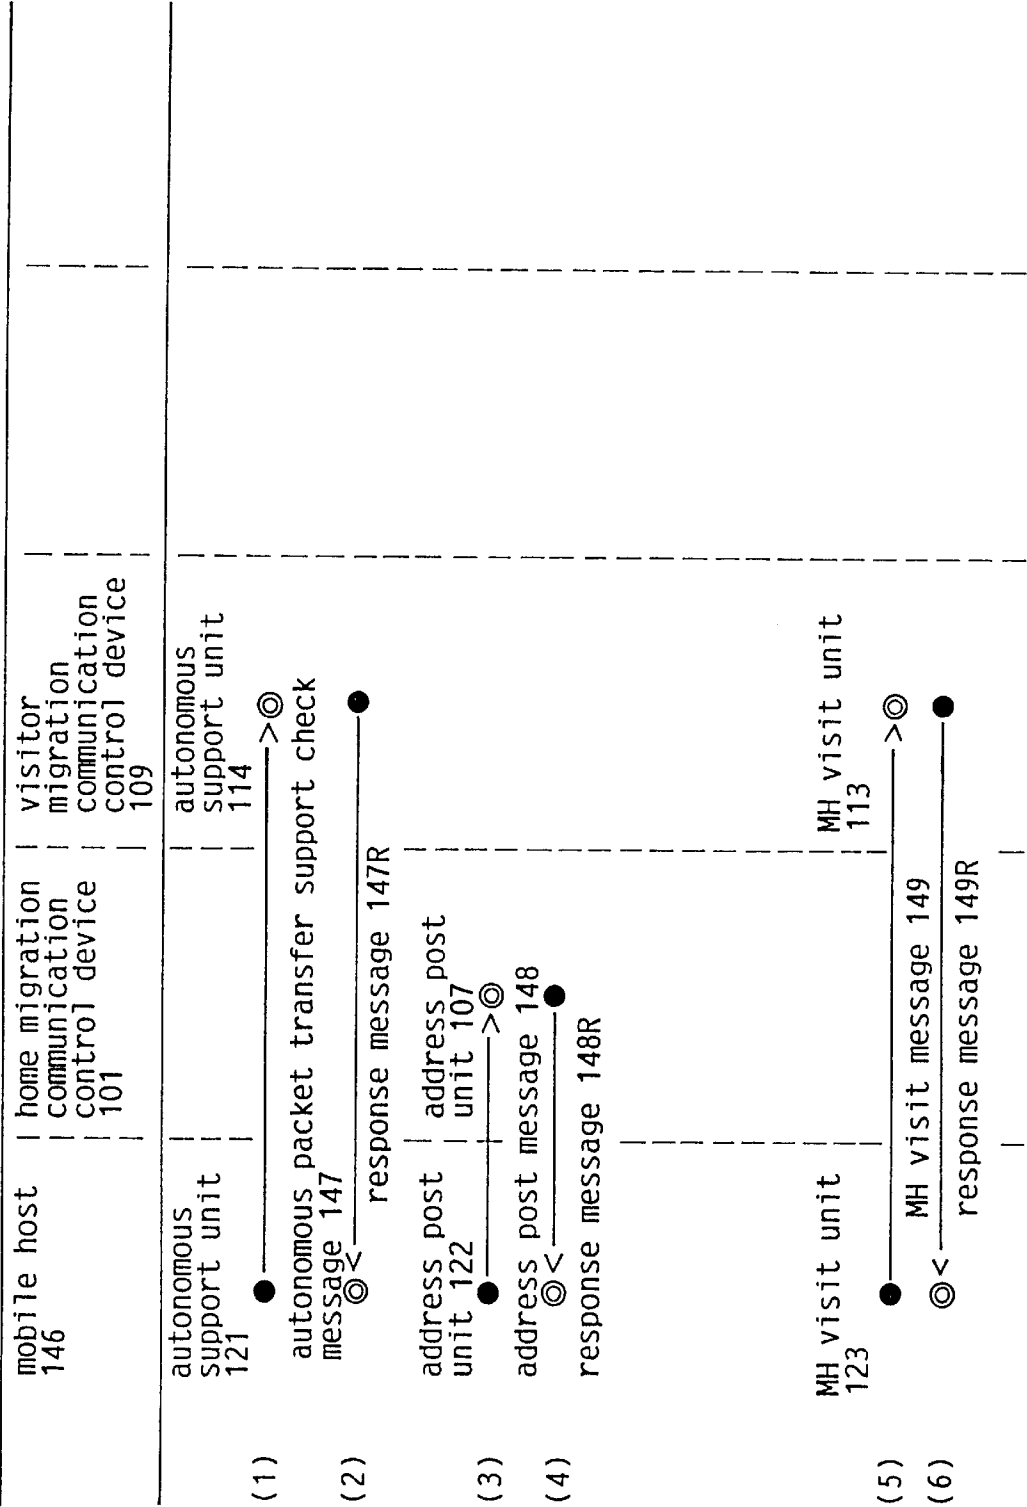 mobile host
146
home migration
communication
control device
101
visitor
migration
communication
control device
109
autonomous
support unit
121
autonomous
support unit
114
(1)
autonomous packet transfer support check
message 147
(2)
response message 147R
address post
unit 122
address post
unit 107
(3)
address post message 148
(4)
response message 148R
MH visit unit
123
MH visit unit
113
(5)
MH visit message 149
(6)
response message 149R